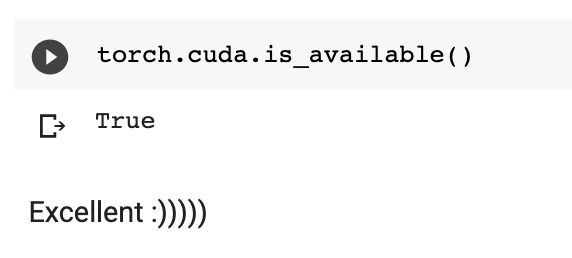 torch.cuda.is_available()
True
Excellent :)))))